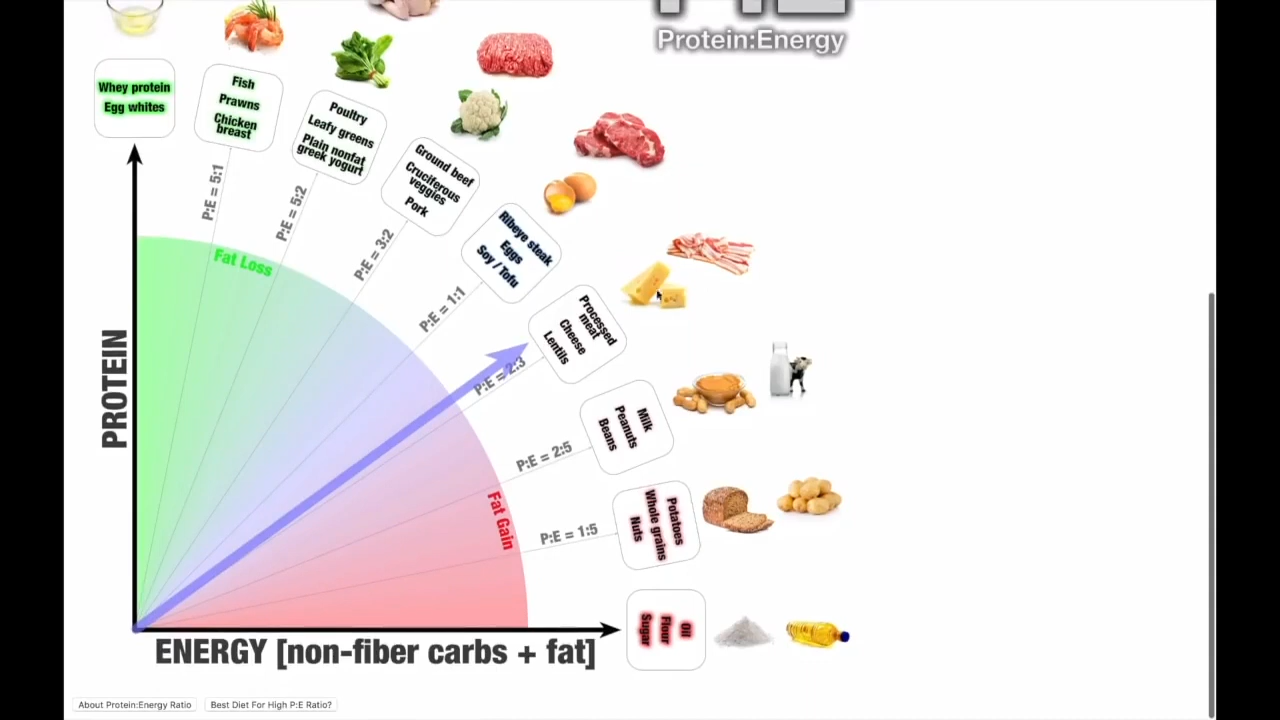 Protein:Energy
Whey protein
Egg whites
Fish
Prawns
Chicken
breast
Poultry
Leafy greens
Plain nonfat
greek yogurt
Ground beef
Cruciferous
veggies
Pork
Ribeye steak
Eggs
Soy / Tofu
Processed
meat
Cheese
Lentils
Milk
Peanuts
Beans
Potatoes
Whole grains
Nuts
Oil
Flour
Sugar
P:E = 5:1
P:E = 5:2
P:E = 3:2
P:E = 1:1
P:E = 2:3
P:E = 2:5
P:E = 1:5
Fat Loss
Fat Gain
PROTEIN
ENERGY [non-fiber carbs + fat]
About Protein:Energy Ratio
Best Diet For High P:E Ratio?